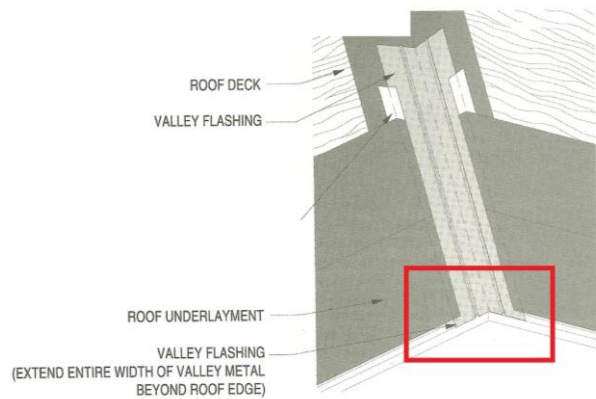 ROOF DECK
VALLEY FLASHING
ROOF UNDERLAYMENT
VALLEY FLASHING
(EXTEND ENTIRE WIDTH OF VALLEY METAL
BEYOND ROOF EDGE)